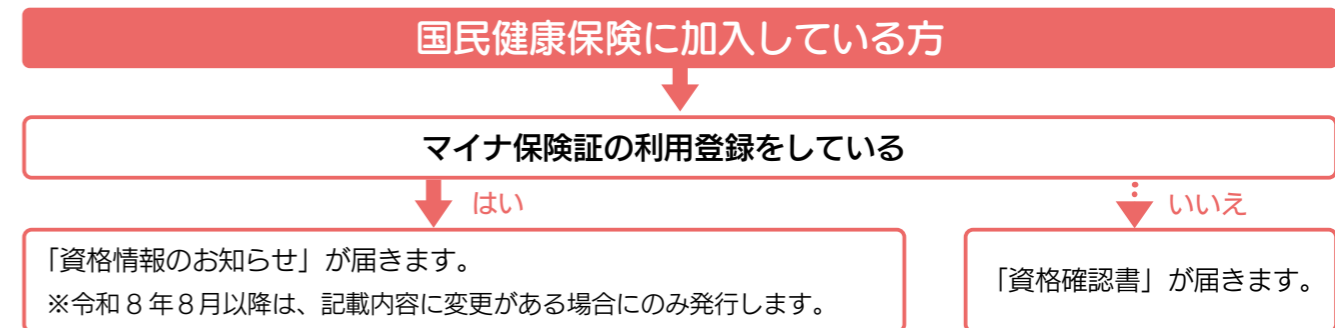 国民健康保険に加入している方
マイナ保険証の利用登録をしている
はい
いいえ
「資格情報のお知らせ」が届きます。
※令和８年８月以降は、記載内容に変更がある場合にのみ発行します。
「資格確認書」が届きます。